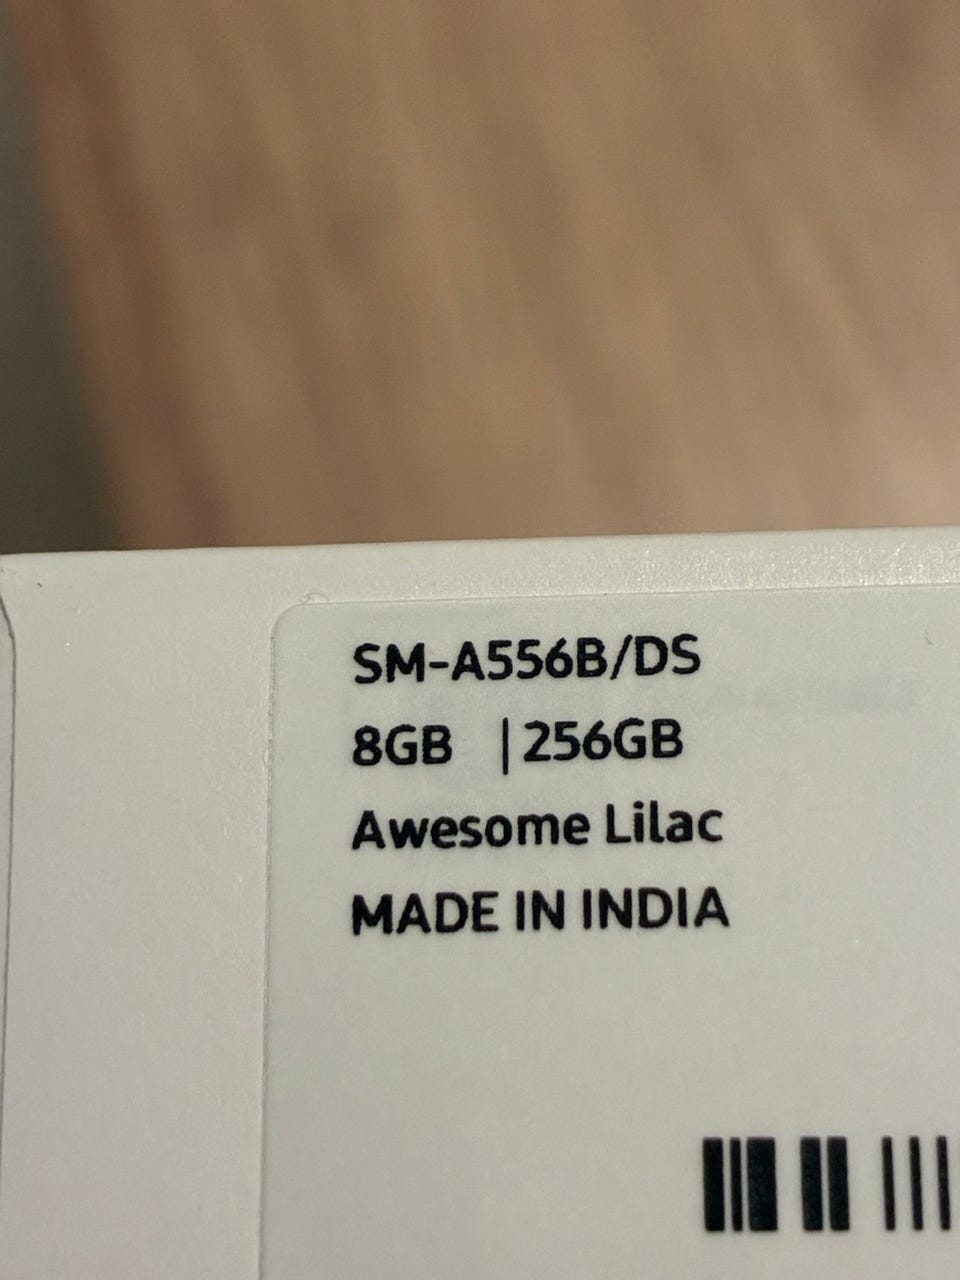 SM-A556B/DS
8GB |256GB
Awesome Lilac
MADE IN INDIA